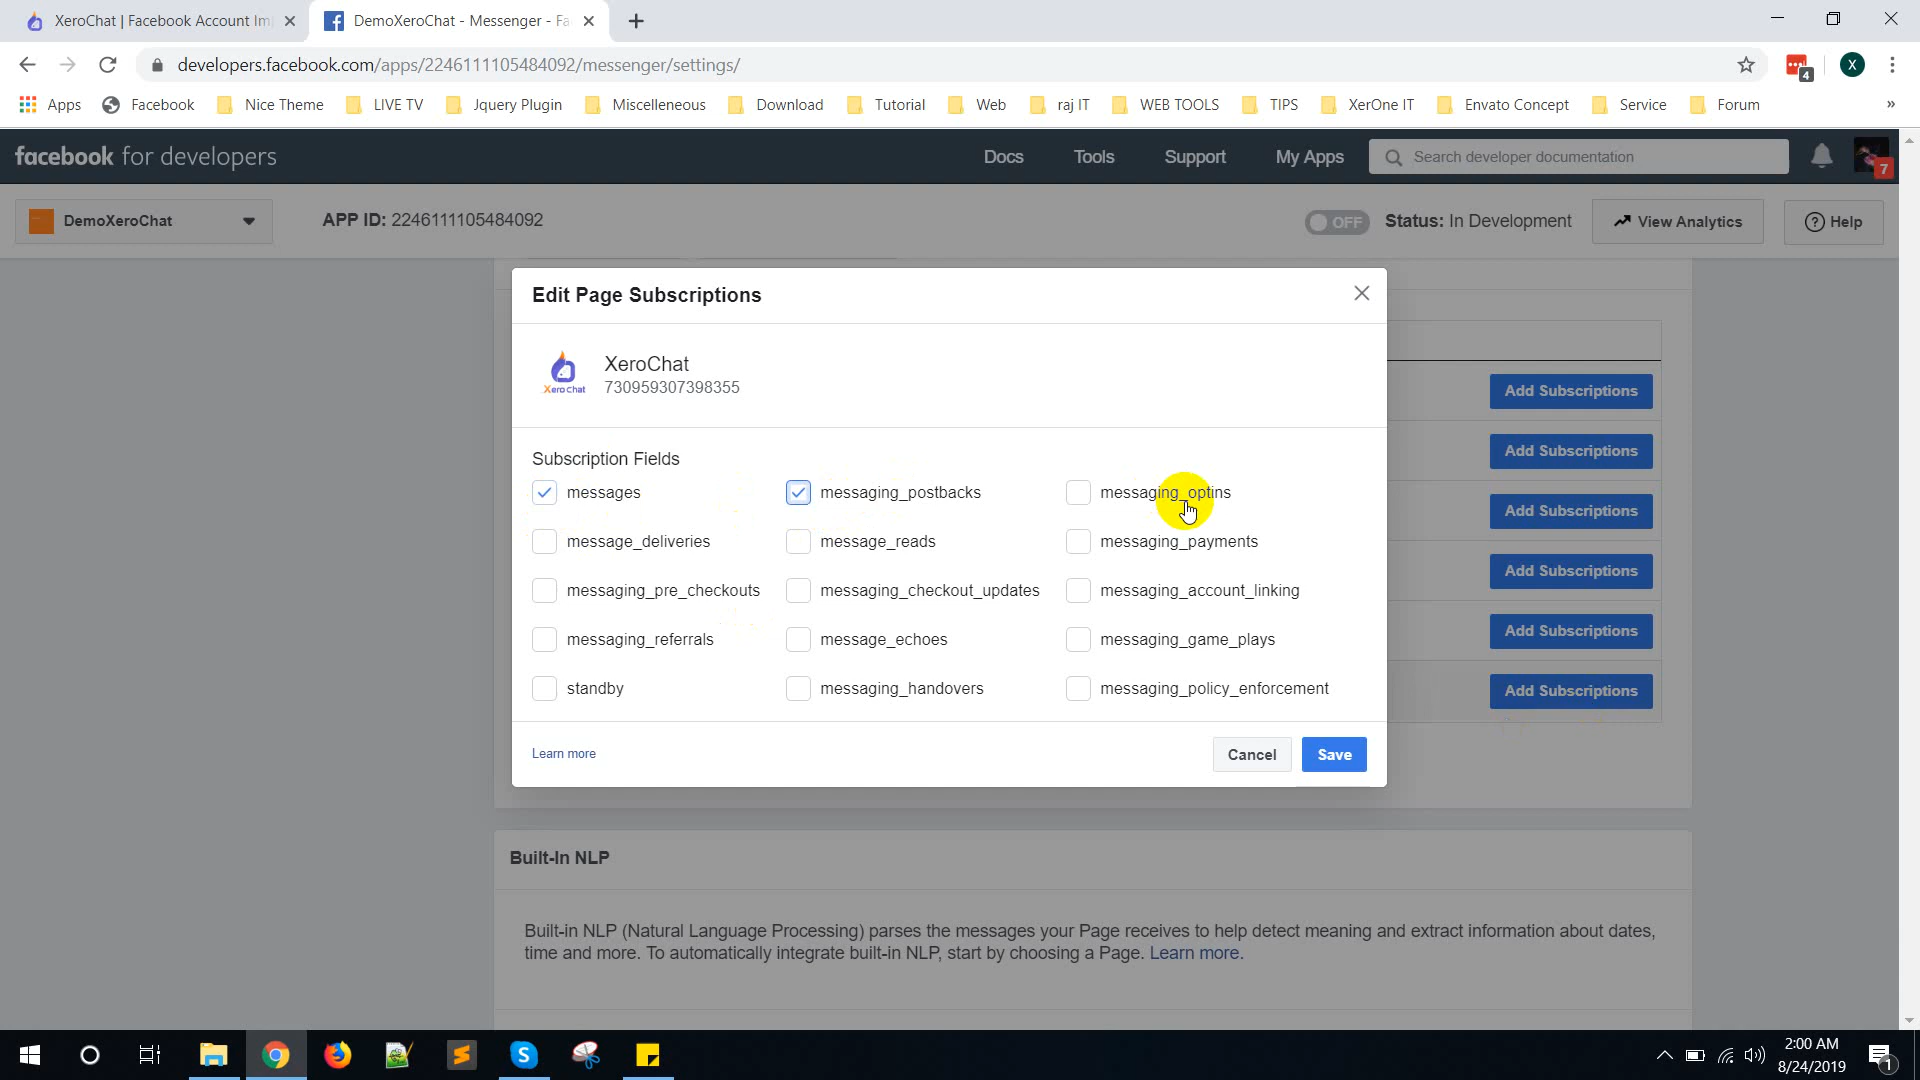 XeroChat | Facebook Account Im
DemoXeroChat - Messenger - Fa
developers.facebook.com/apps/2246111105484092/messenger/settings/
4
X
Apps Facebook Nice Theme LIVE TV Jquery Plugin Miscelleneous Download Tutorial Web raj IT WEB TOOLS TIPS XerOne IT Envato Concept Service Forum »
facebook for developers Docs Tools Support My Apps Search developer documentation
7
DemoXeroChat APP ID: 2246111105484092 OFF Status: In Development View Analytics Help
Edit Page Subscriptions
XeroChat
730959307398355
Xero Chat
Add Subscriptions
Add Subscriptions
Subscription Fields
messages messaging_postbacks messaging_optins
Add Subscriptions
message_deliveries message_reads messaging_payments
Add Subscriptions
messaging_pre_checkouts messaging_checkout_updates messaging_account_linking
Add Subscriptions
messaging_referrals message_echoes messaging_game_plays
standby messaging_handovers messaging_policy_enforcement
Add Subscriptions
Learn more Cancel Save
Built-In NLP
Built-in NLP (Natural Language Processing) parses the messages your Page receives to help detect meaning and extract information about dates,
time and more. To automatically integrate built-in NLP, start by choosing a Page. Learn more.
2:00 AM
8/24/2019
1